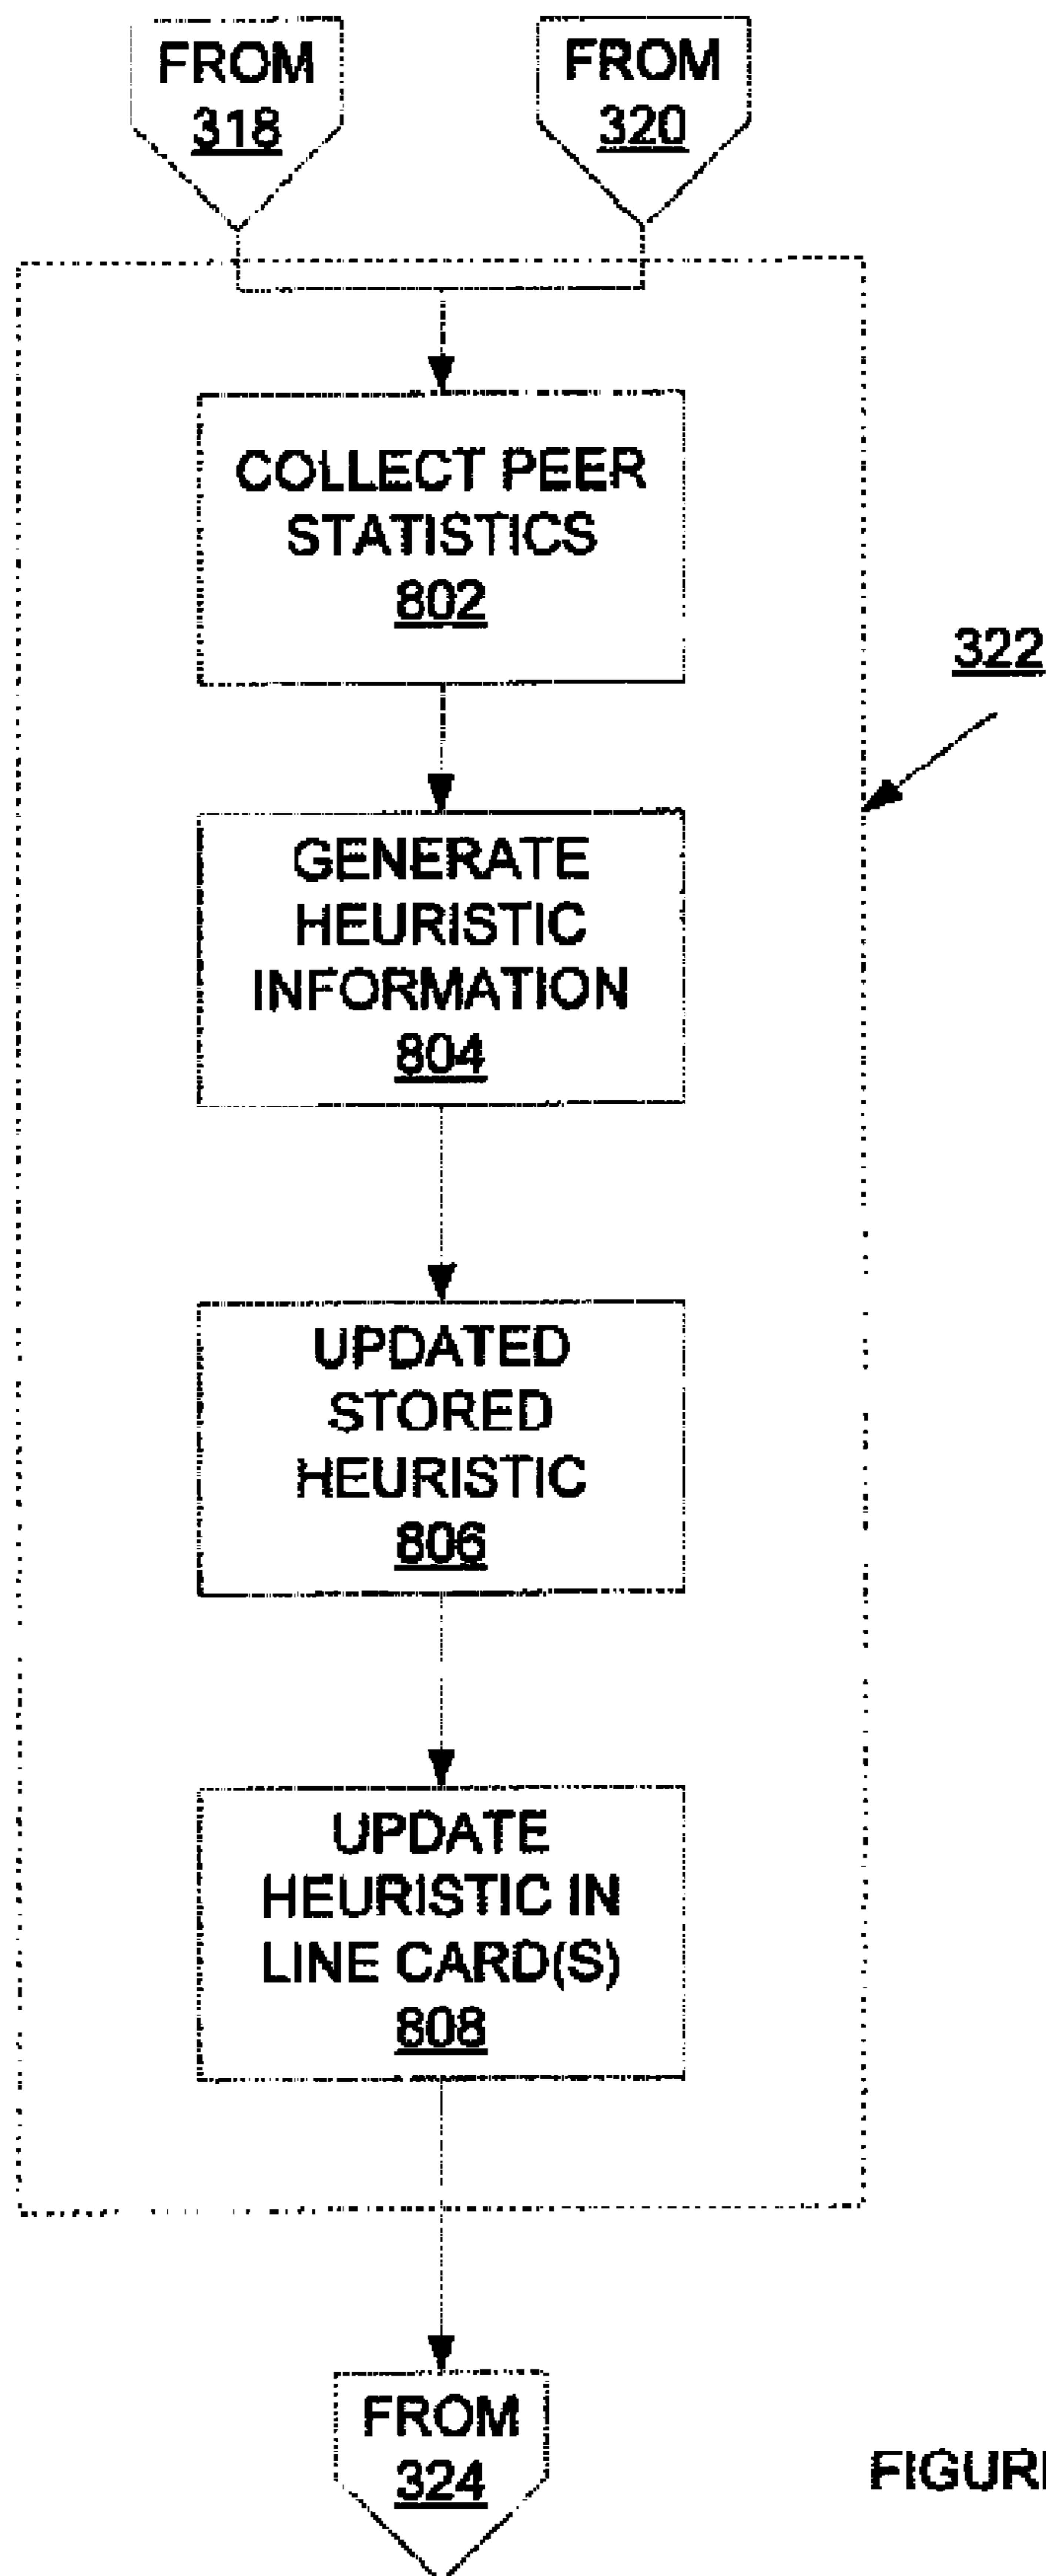 FROM
318
FROM
320
COLLECT PEER
STATISTICS
802
322
GENERATE
HEURISTIC
INFORMATION
804
UPDATED
STORED
HEURISTIC
806
UPDATE
HEURISTIC IN
LINE CARD(S)
808
FROM
324